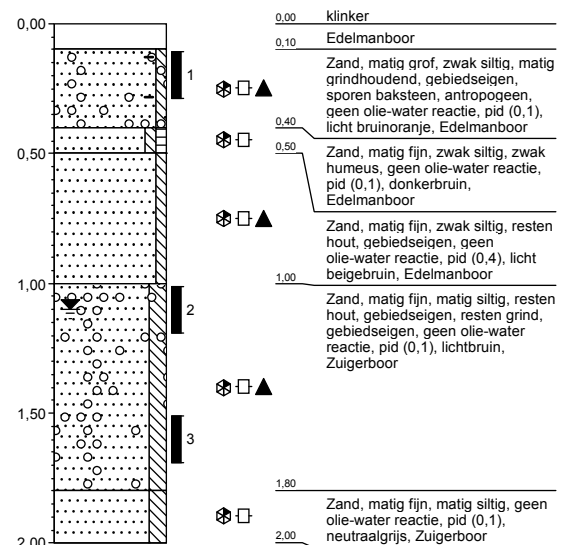 0,00
0,50
1,00
1,50
2,00
1
2
3
0,00 klinker
0,10 Edelmanboor
Zand, matig grof, zwak siltig, matig
grindhoudend, gebiedseigen,
sporen baksteen, antropogeen,
geen olie-water reactie, pid (0,1),
licht bruinoranje, Edelmanboor
0,40
Zand, matig fijn, zwak siltig, zwak
humeus, geen olie-water reactie,
pid (0,1), donkerbruin,
Edelmanboor
0,50
Zand, matig fijn, zwak siltig, resten
hout, gebiedseigen, geen
olie-water reactie, pid (0,4), licht
beigebruin, Edelmanboor
1,00
Zand, matig fijn, matig siltig, resten
hout, gebiedseigen, resten grind,
gebiedseigen, geen olie-water
reactie, pid (0,1), lichtbruin,
Zuigerboor
1,80
Zand, matig fijn, matig siltig, geen
olie-water reactie, pid (0,1),
neutraalgrijs, Zuigerboor
2,00